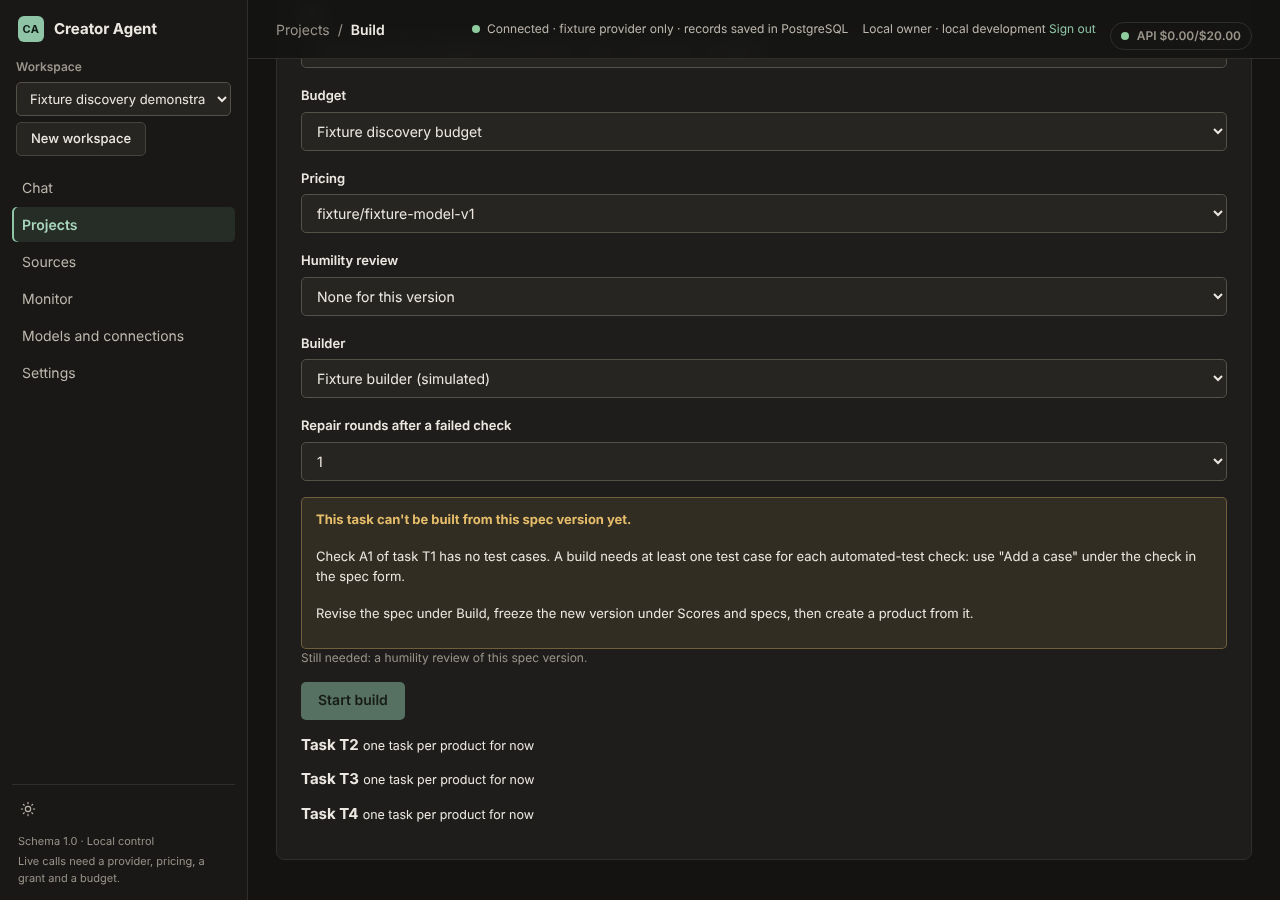 CA Creator Agent
Workspace
Fixture discovery demonstra
New workspace
Chat
Projects
Sources
Monitor
Models and connections
Settings
Schema 1.0 · Local control
Live calls need a provider, pricing, a
grant and a budget.
Projects / Build
Connected · fixture provider only · records saved in PostgreSQL
Local owner · local development Sign out
API $0.00/$20.00
Budget
Fixture discovery budget
Pricing
fixture/fixture-model-v1
Humility review
None for this version
Builder
Fixture builder (simulated)
Repair rounds after a failed check
1
This task can't be built from this spec version yet.
Check A1 of task T1 has no test cases. A build needs at least one test case for each automated-test check: use "Add a case" under the check in
the spec form.
Revise the spec under Build, freeze the new version under Scores and specs, then create a product from it.
Still needed: a humility review of this spec version.
Start build
Task T2 one task per product for now
Task T3 one task per product for now
Task T4 one task per product for now